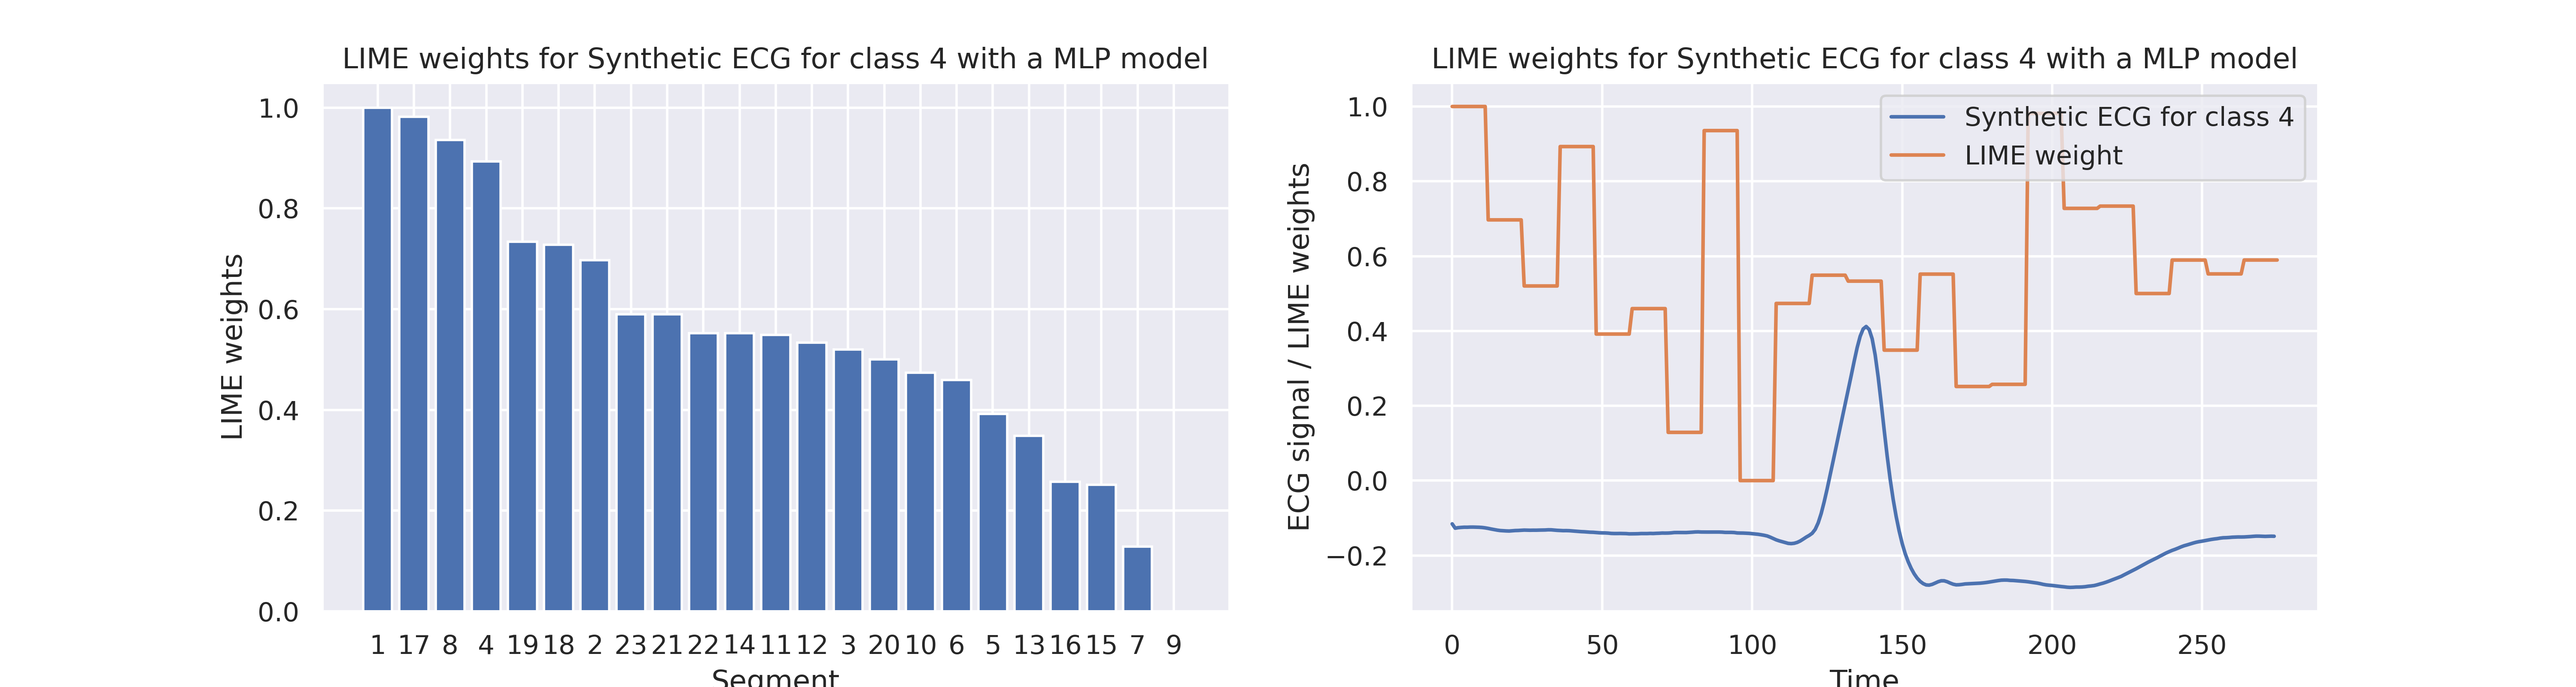 LIME weights for Synthetic ECG for class 4 with a MLP model
LIME weights
1.0
0.8
0.6
0.4
0.2
0.0
1 17 8 4 19 18 2 23 21 22 14 11 12 3 20 10 6 5 13 16 15 7 9
Segment
LIME weights for Synthetic ECG for class 4 with a MLP model
ECG signal / LIME weights
1.0
0.8
0.6
0.4
0.2
0.0
−0.2
Synthetic ECG for class 4
LIME weight
0 50 100 150 200 250
Time